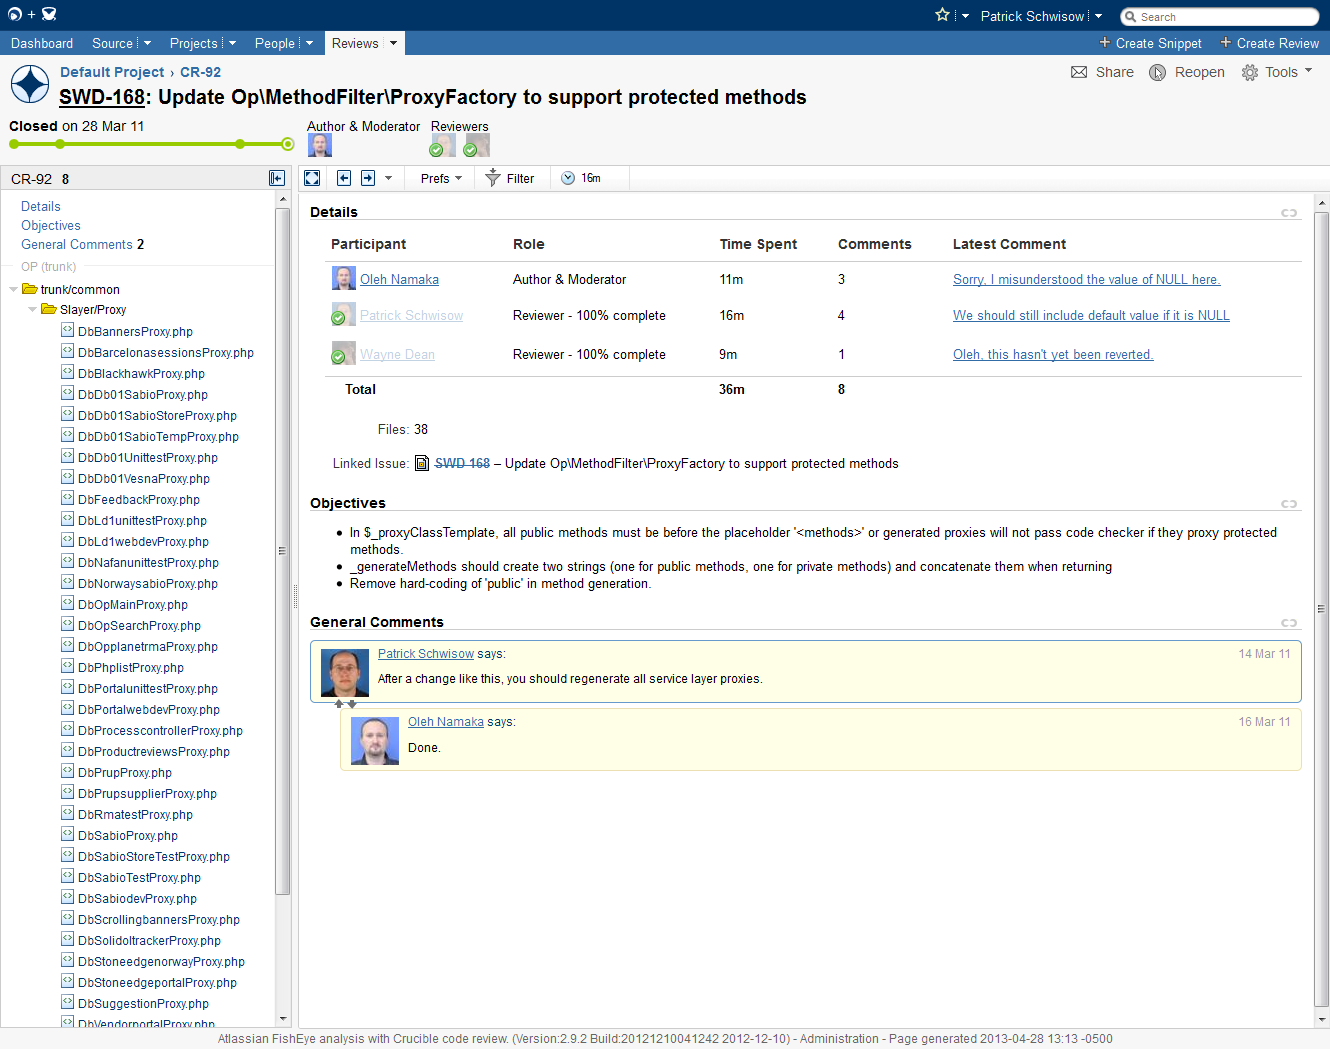 + Patrick Schwisow Search
Dashboard Source Projects People Reviews + Create Snippet + Create Review
Default Project › CR-92 Share Reopen Tools
SWD-168: Update Op\MethodFilter\ProxyFactory to support protected methods
Closed on 28 Mar 11 Author & Moderator Reviewers
CR-92 8 Prefs Filter 16m
Details
Objectives
General Comments 2
OP (trunk)
trunk/common
Slayer/Proxy
DbBannersProxy.php
DbBarcelonasessionsProxy.php
DbBlackhawkProxy.php
DbDb01SabioProxy.php
DbDb01SabioStoreProxy.php
DbDb01SabioTempProxy.php
DbDb01UnittestProxy.php
DbDb01VesnaProxy.php
DbFeedbackProxy.php
DbLd1unittestProxy.php
DbLd1webdevProxy.php
DbNafanunittestProxy.php
DbNorwaysabioProxy.php
DbOpMainProxy.php
DbOpSearchProxy.php
DbOpplanetrmaProxy.php
DbPhplistProxy.php
DbPortalunittestProxy.php
DbPortalwebdevProxy.php
DbProcesscontrollerProxy.php
DbProductreviewsProxy.php
DbPrupProxy.php
DbPrupsupplierProxy.php
DbRmatestProxy.php
DbSabioProxy.php
DbSabioStoreTestProxy.php
DbSabioTestProxy.php
DbSabiodevProxy.php
DbScrollingbannersProxy.php
DbSolidoltrackerProxy.php
DbStoneedgenorwayProxy.php
DbStoneedgeportalProxy.php
DbSuggestionProxy.php
DbVendorportalProxy.php
Details
Participant Role Time Spent Comments Latest Comment
Oleh Namaka Author & Moderator 11m 3 Sorry, I misunderstood the value of NULL here.
Patrick Schwisow Reviewer - 100% complete 16m 4 We should still include default value if it is NULL
Wayne Dean Reviewer - 100% complete 9m 1 Oleh, this hasn't yet been reverted.
Total 36m 8
Files: 38
Linked Issue: SWD-168 – Update Op\MethodFilter\ProxyFactory to support protected methods
Objectives
• In $_proxyClassTemplate, all public methods must be before the placeholder '<methods>' or generated proxies will not pass code checker if they proxy protected
methods.
• _generateMethods should create two strings (one for public methods, one for private methods) and concatenate them when returning
• Remove hard-coding of 'public' in method generation.
General Comments
Patrick Schwisow says: 14 Mar 11
After a change like this, you should regenerate all service layer proxies.
Oleh Namaka says: 16 Mar 11
Done.
Atlassian FishEye analysis with Crucible code review. (Version:2.9.2 Build:20121210041242 2012-12-10) - Administration - Page generated 2013-04-28 13:13 -0500